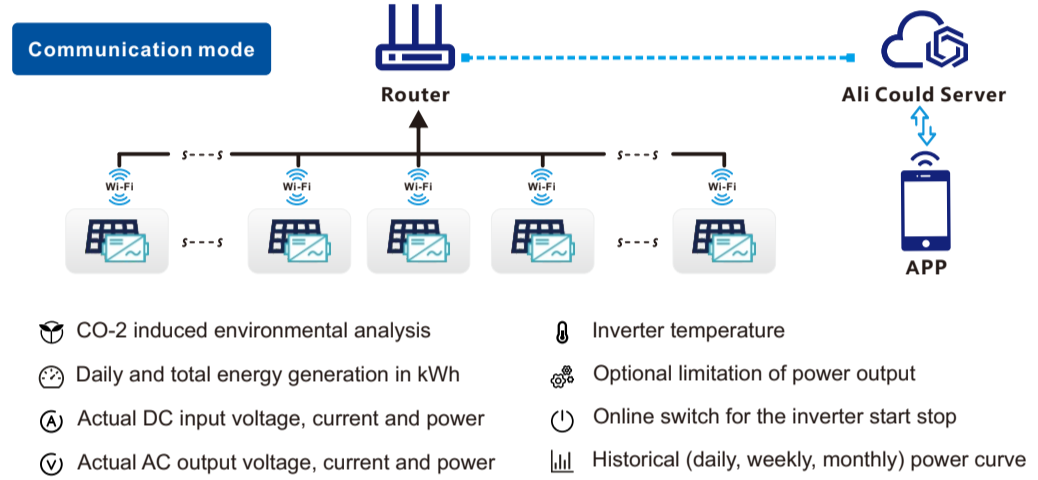 Communication mode
Router
Ali Could Server
s----s
s----s
Wi-Fi
Wi-Fi
Wi-Fi
Wi-Fi
Wi-Fi
s----s
s----s
APP
CO-2 induced environmental analysis
Daily and total energy generation in kWh
A Actual DC input voltage, current and power
V Actual AC output voltage, current and power
Inverter temperature
Optional limitation of power output
Online switch for the inverter start stop
Historical (daily, weekly, monthly) power curve